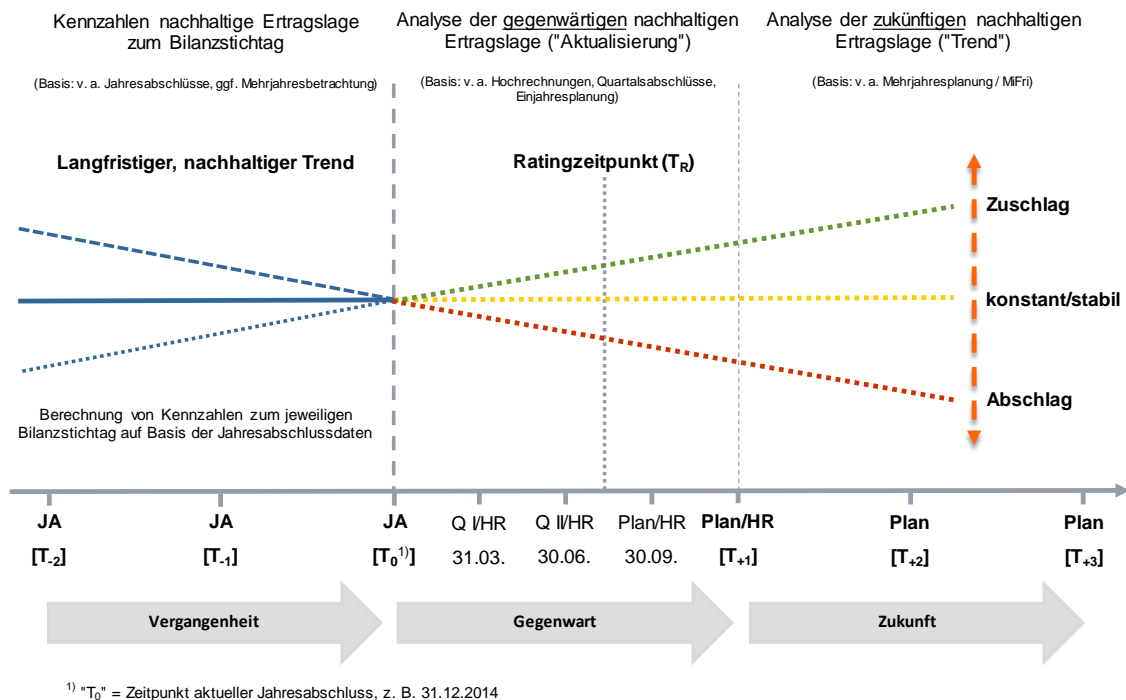 Kennzahlen nachhaltige Ertragslage
zum Bilanzstichtag
(Basis: v. a. Jahresabschlüsse, ggf. Mehrjahresbetrachtung)
Analyse der gegenwärtigen nachhaltigen
Ertragslage ("Aktualisierung")
(Basis: v. a. Hochrechnungen, Quartalsabschlüsse,
Einjahresplanung)
Analyse der zukünftigen nachhaltigen
Ertragslage ("Trend")
(Basis: v. a. Mehrjahresplanung / MiFri)
Langfristiger, nachhaltiger Trend
Ratingzeitpunkt (T_R)
Zuschlag
konstant/stabil
Abschlag
Berechnung von Kennzahlen zum jeweiligen
Bilanzstichtag auf Basis der Jahresabschlussdaten
JA JA JA Q I/HR Q II/HR Plan/HR Plan/HR Plan Plan
[T-2] [T-1] [T0 1)] 31.03. 30.06. 30.09. [T+1] [T+2] [T+3]
Vergangenheit Gegenwart Zukunft
1) "T0" = Zeitpunkt aktueller Jahresabschluss, z. B. 31.12.2014